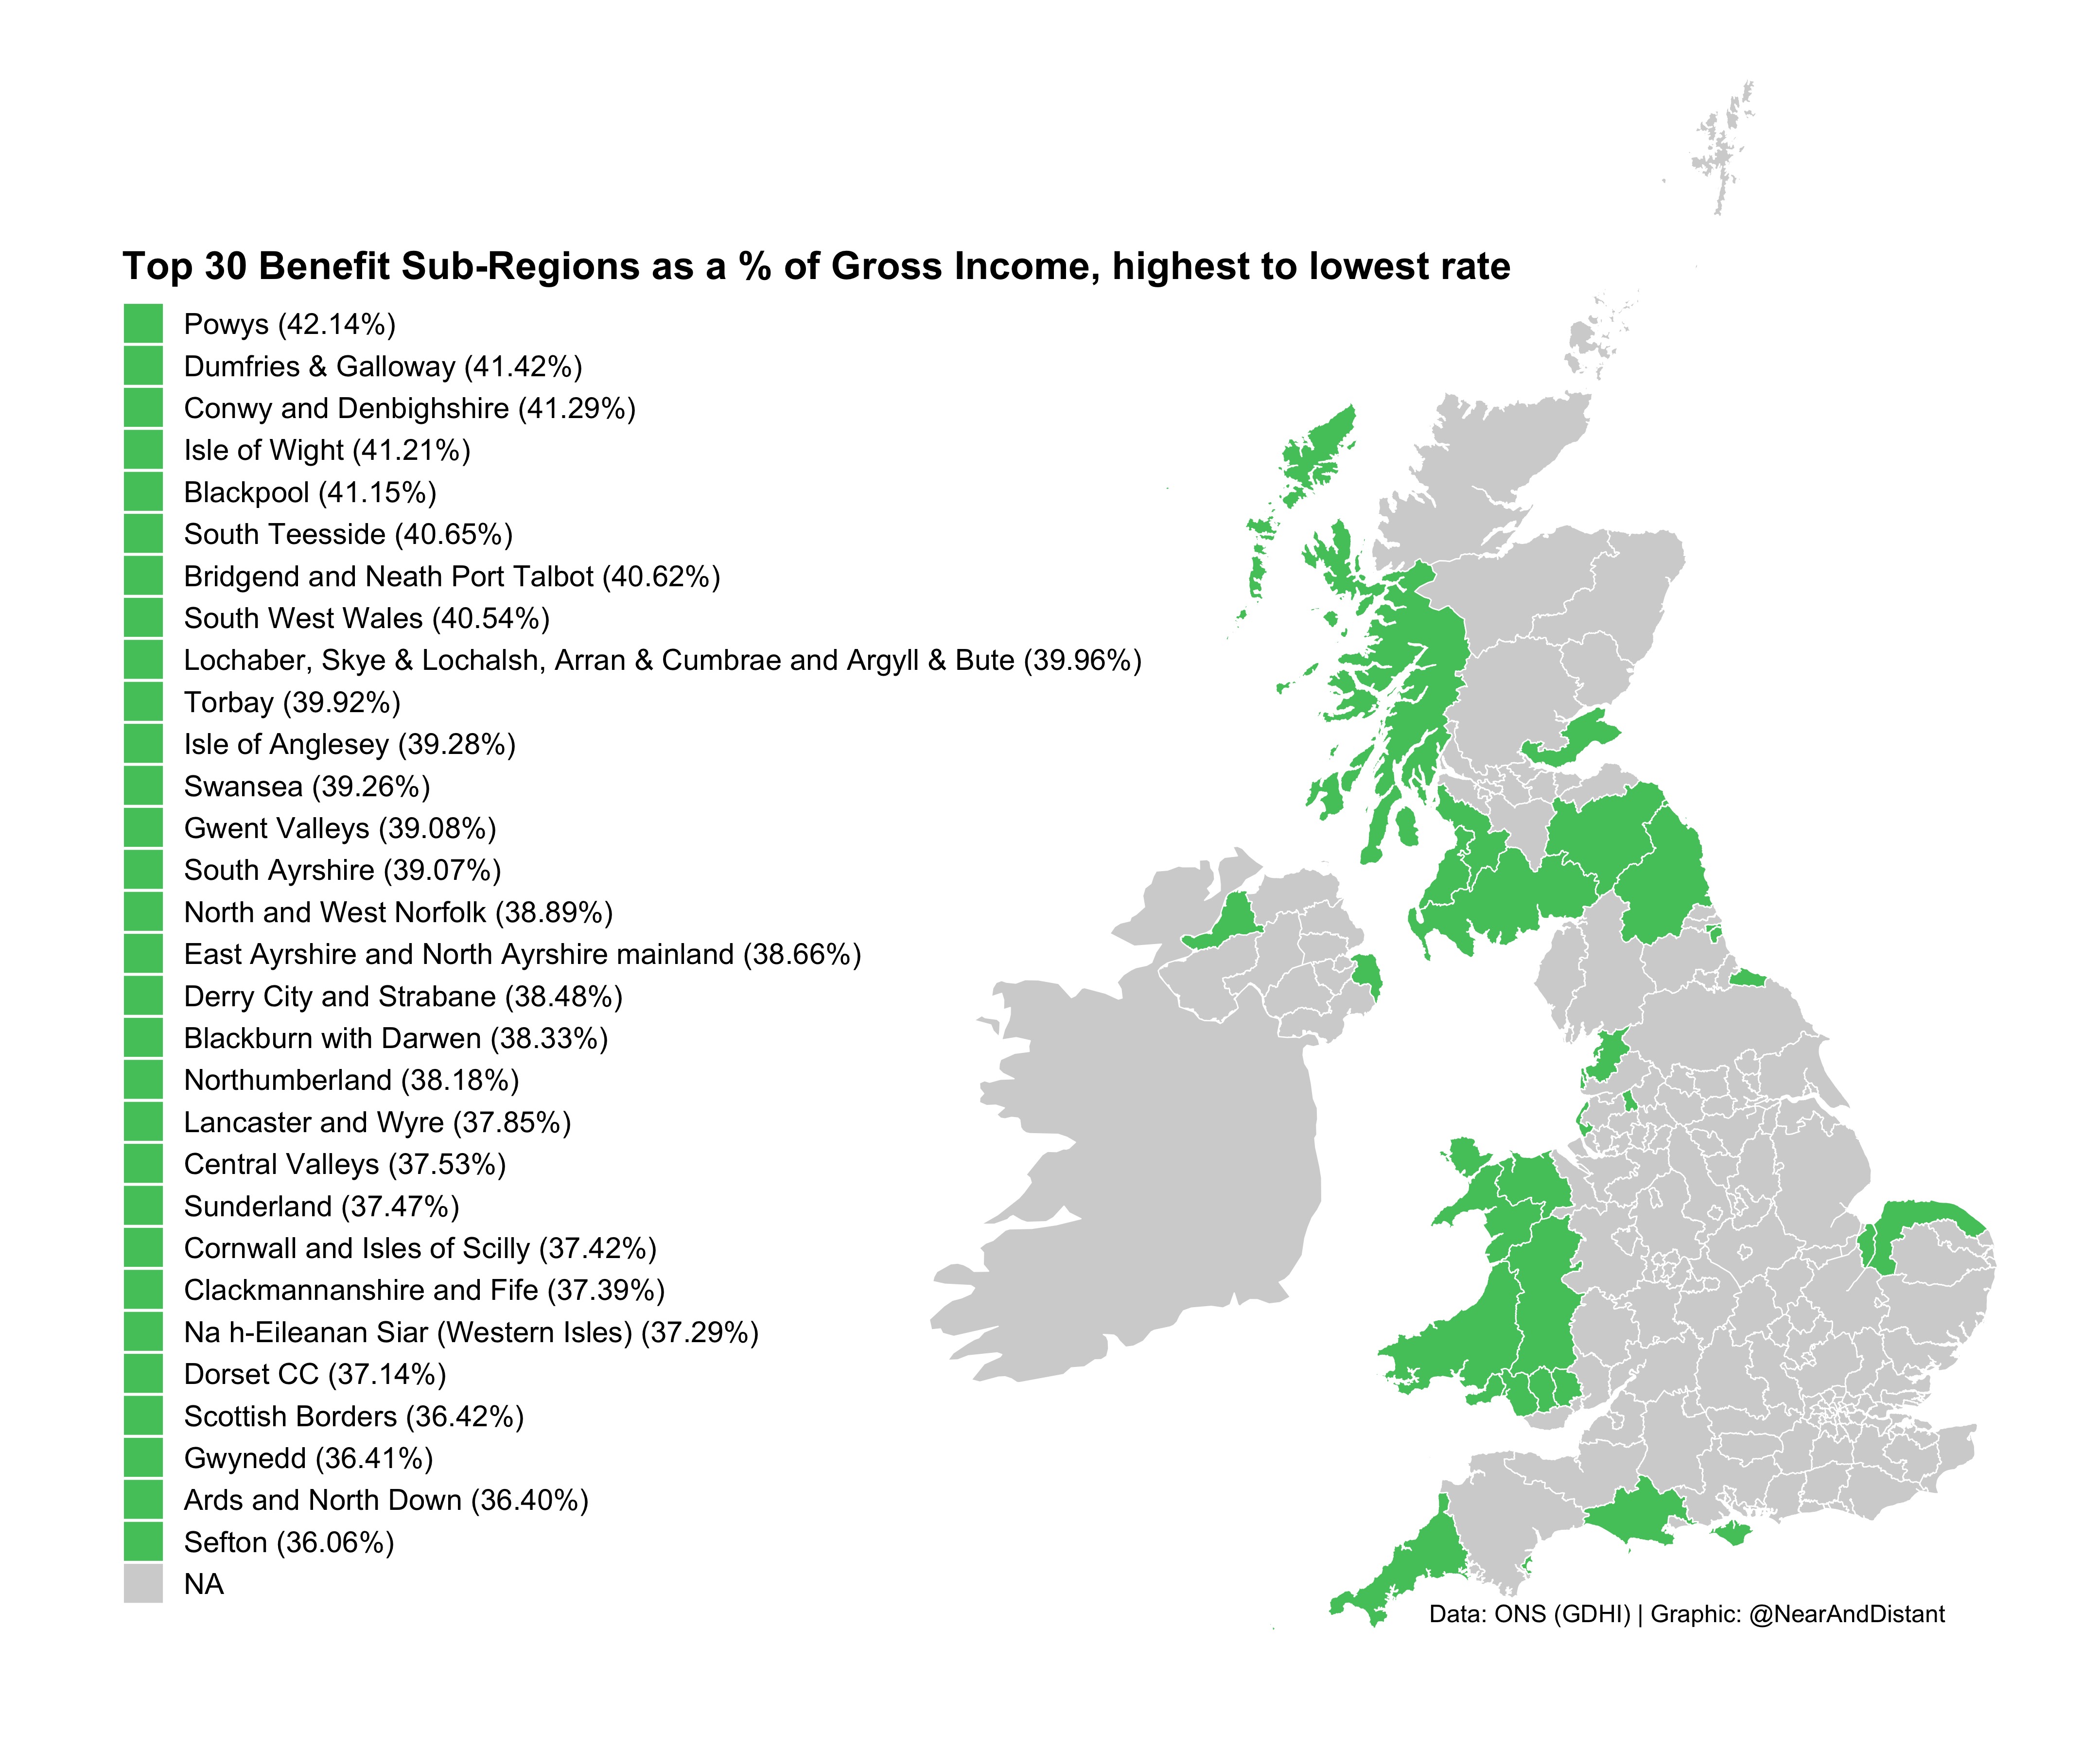 Top 30 Benefit Sub-Regions as a % of Gross Income, highest to lowest rate
Powys (42.14%)
Dumfries & Galloway (41.42%)
Conwy and Denbighshire (41.29%)
Isle of Wight (41.21%)
Blackpool (41.15%)
South Teesside (40.65%)
Bridgend and Neath Port Talbot (40.62%)
South West Wales (40.54%)
Lochaber, Skye & Lochalsh, Arran & Cumbrae and Argyll & Bute (39.96%)
Torbay (39.92%)
Isle of Anglesey (39.28%)
Swansea (39.26%)
Gwent Valleys (39.08%)
South Ayrshire (39.07%)
North and West Norfolk (38.89%)
East Ayrshire and North Ayrshire mainland (38.66%)
Derry City and Strabane (38.48%)
Blackburn with Darwen (38.33%)
Northumberland (38.18%)
Lancaster and Wyre (37.85%)
Central Valleys (37.53%)
Sunderland (37.47%)
Cornwall and Isles of Scilly (37.42%)
Clackmannanshire and Fife (37.39%)
Na h-Eileanan Siar (Western Isles) (37.29%)
Dorset CC (37.14%)
Scottish Borders (36.42%)
Gwynedd (36.41%)
Ards and North Down (36.40%)
Sefton (36.06%)
NA
Data: ONS (GDHI) | Graphic: @NearAndDistant